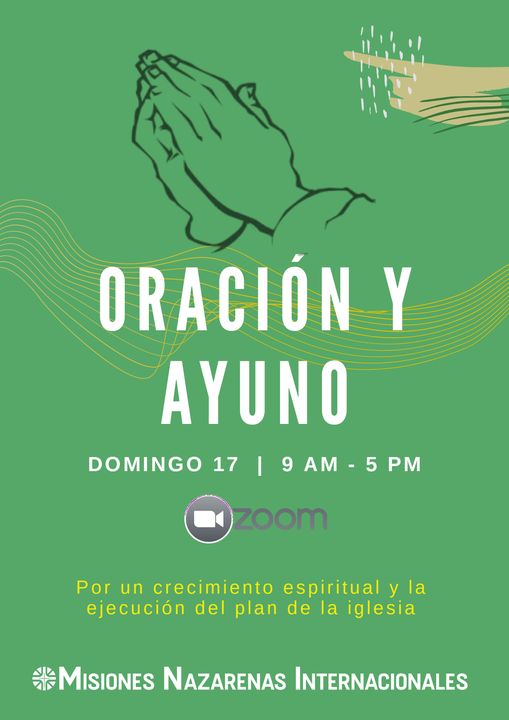 ORACIÓN Y
AYUNO
DOMINGO 17 | 9 AM - 5 PM
zoom
Por un crecimiento espiritual y la
ejecución del plan de la iglesia
MISIONES NAZARENAS INTERNACIONALES